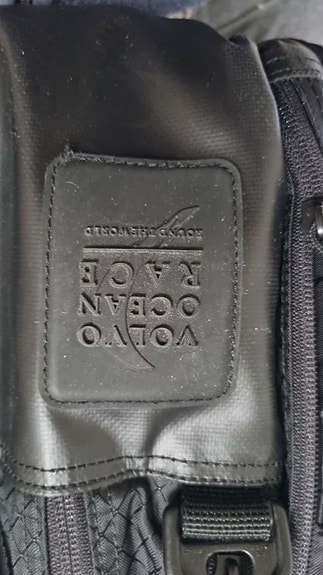 VOLVO
OCEAN
RACE
ROUND THE WORLD